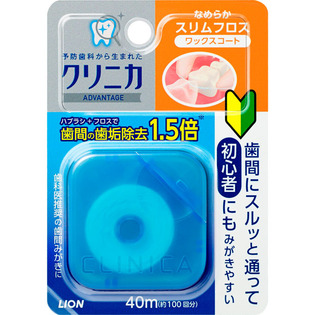 予防歯科から生まれた
クリニカ
ADVANTAGE
なめらか
スリムフロス
ワックスコート
ハブラシ+フロスで
歯間の歯垢除去1.5倍※
歯間にスルッと通って
初心者にもみがきやすい
歯科医推奨の歯間みがきに
CLINICA
LION
40m(約100回分)